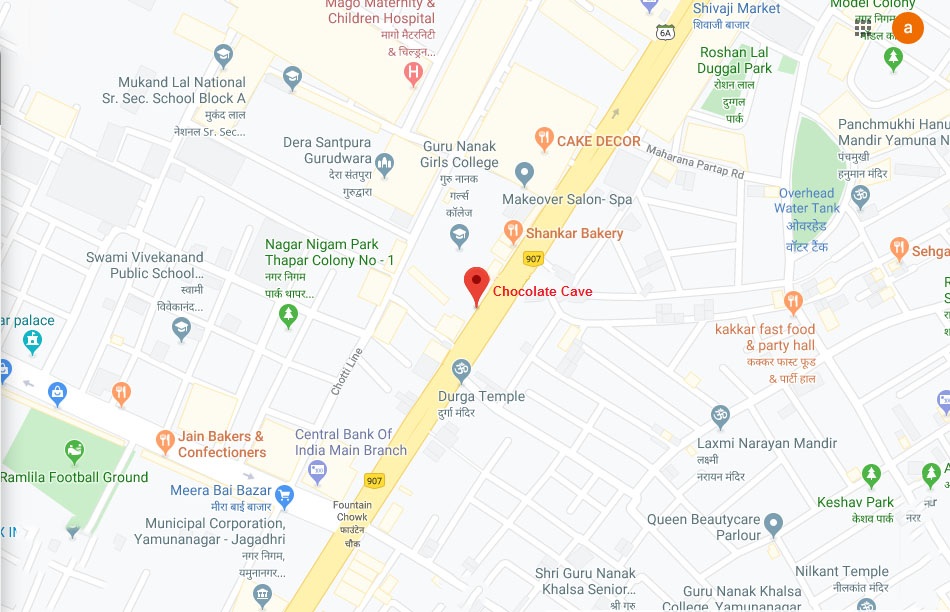 Mago Maternity &
Children Hospital
मागो मैटरनिटी
& चिल्ड्रन...
Shivaji Market
शिवाजी बाजार
Model Colony
6A
a
Roshan Lal
Duggal Park
रोशन लाल
दुग्गल
पार्क
Mukand Lal National
Sr. Sec. School Block A
मुकंद लाल
नेशनल Sr. Sec...
H
Dera Santpura
Gurudwara
देरा संतपुरा
गुरुद्वारा
Guru Nanak
Girls College
गुरु नानक
गर्ल्स
कॉलेज
CAKE DECOR
Maharana Partap Rd
Panchmukhi Hanu
Mandir Yamuna N
पंचमुखी
हनुमान मंदिर
Makeover Salon- Spa
Overhead
Water Tank
ओवरहेड
वॉटर टैंक
Shankar Bakery
Swami Vivekanand
Public School...
स्वामी
विवेकानंद...
Nagar Nigam Park
Thapar Colony No - 1
नगर निगम
पार्क थापर...
907
Sehga
Chocolate Cave
ar palace
kakkar fast food
& party hall
कक्कर फास्ट फूड
& पार्टी हाल
Chotti Line
Durga Temple
दुर्गा मंदिर
Jain Bakers &
Confectioners
Central Bank Of
India Main Branch
Laxmi Narayan Mandir
लक्ष्मी
नरायन मंदिर
Ramlila Football Ground
907
Meera Bai Bazar
मीरा बाई बाजार
Fountain
Chowk
फाउंटेन
चौक
Keshav Park
केशव पार्क
Municipal Corporation,
Yamunanagar - Jagadhri
नगर निगम,
यमुनानगर...
Queen Beautycare
Parlour
Shri Guru Nanak
Khalsa Senior...
श्री गुरु
Guru Nanak Khalsa
College, Yamunanagar
Nilkant Temple
नीलकांत मंदिर